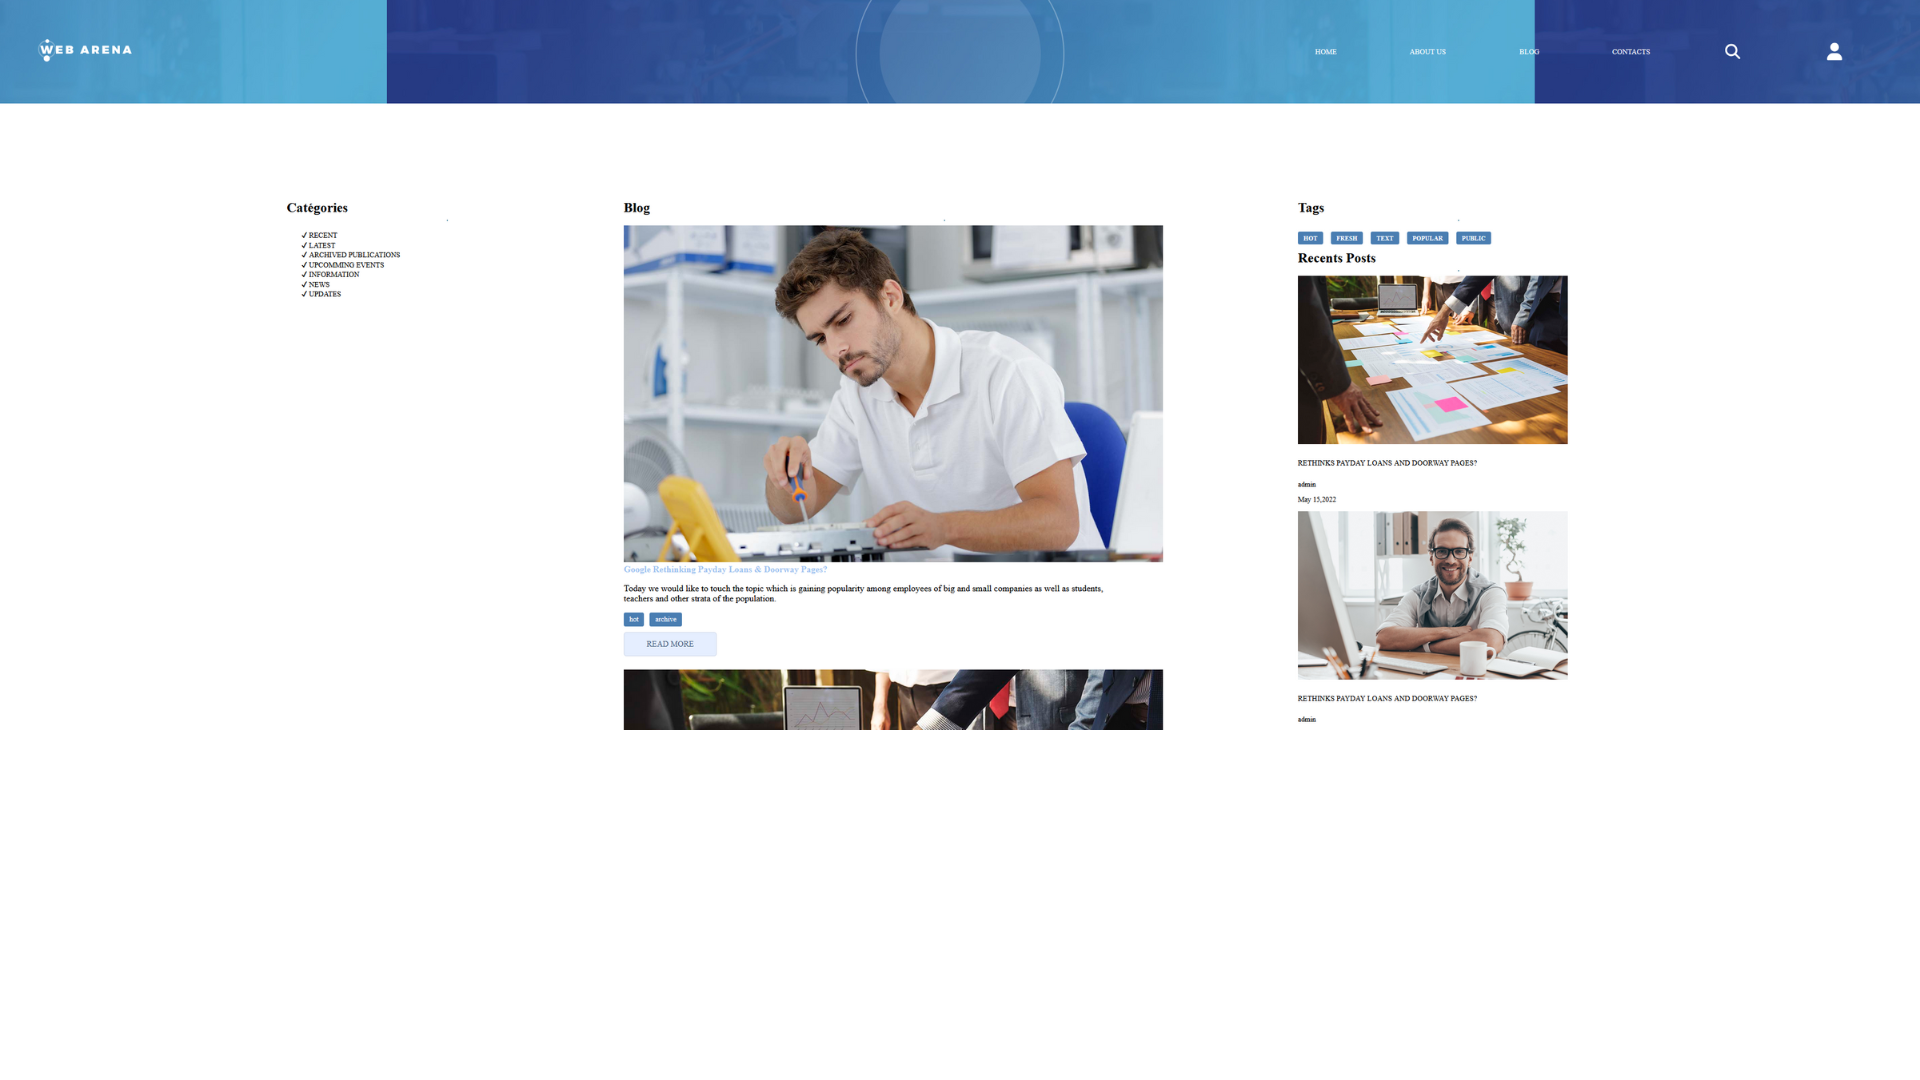 WEB ARENA
HOME
ABOUT US
BLOG
CONTACTS
Catégories
✓ RECENT
✓ LATEST
✓ ARCHIVED PUBLICATIONS
✓ UPCOMMING EVENTS
✓ INFORMATION
✓ NEWS
✓ UPDATES
Blog
Google Rethinking Payday Loans & Doorway Pages?
Today we would like to touch the topic which is gaining popularity among employees of big and small companies as well as students,
teachers and other strata of the population.
hot archive
READ MORE
Tags
HOT FRESH TEXT POPULAR PUBLIC
Recents Posts
RETHINKS PAYDAY LOANS AND DOORWAY PAGES?
admin
May 15,2022
RETHINKS PAYDAY LOANS AND DOORWAY PAGES?
admin